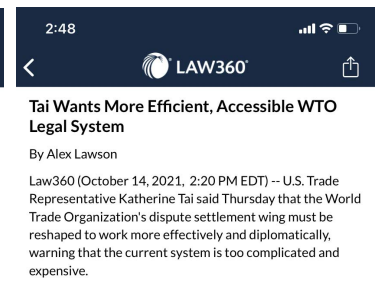 2:48
LAW360
Tai Wants More Efficient, Accessible WTO
Legal System
By Alex Lawson
Law360 (October 14, 2021, 2:20 PM EDT) -- U.S. Trade
Representative Katherine Tai said Thursday that the World
Trade Organization's dispute settlement wing must be
reshaped to work more effectively and diplomatically,
warning that the current system is too complicated and
expensive.